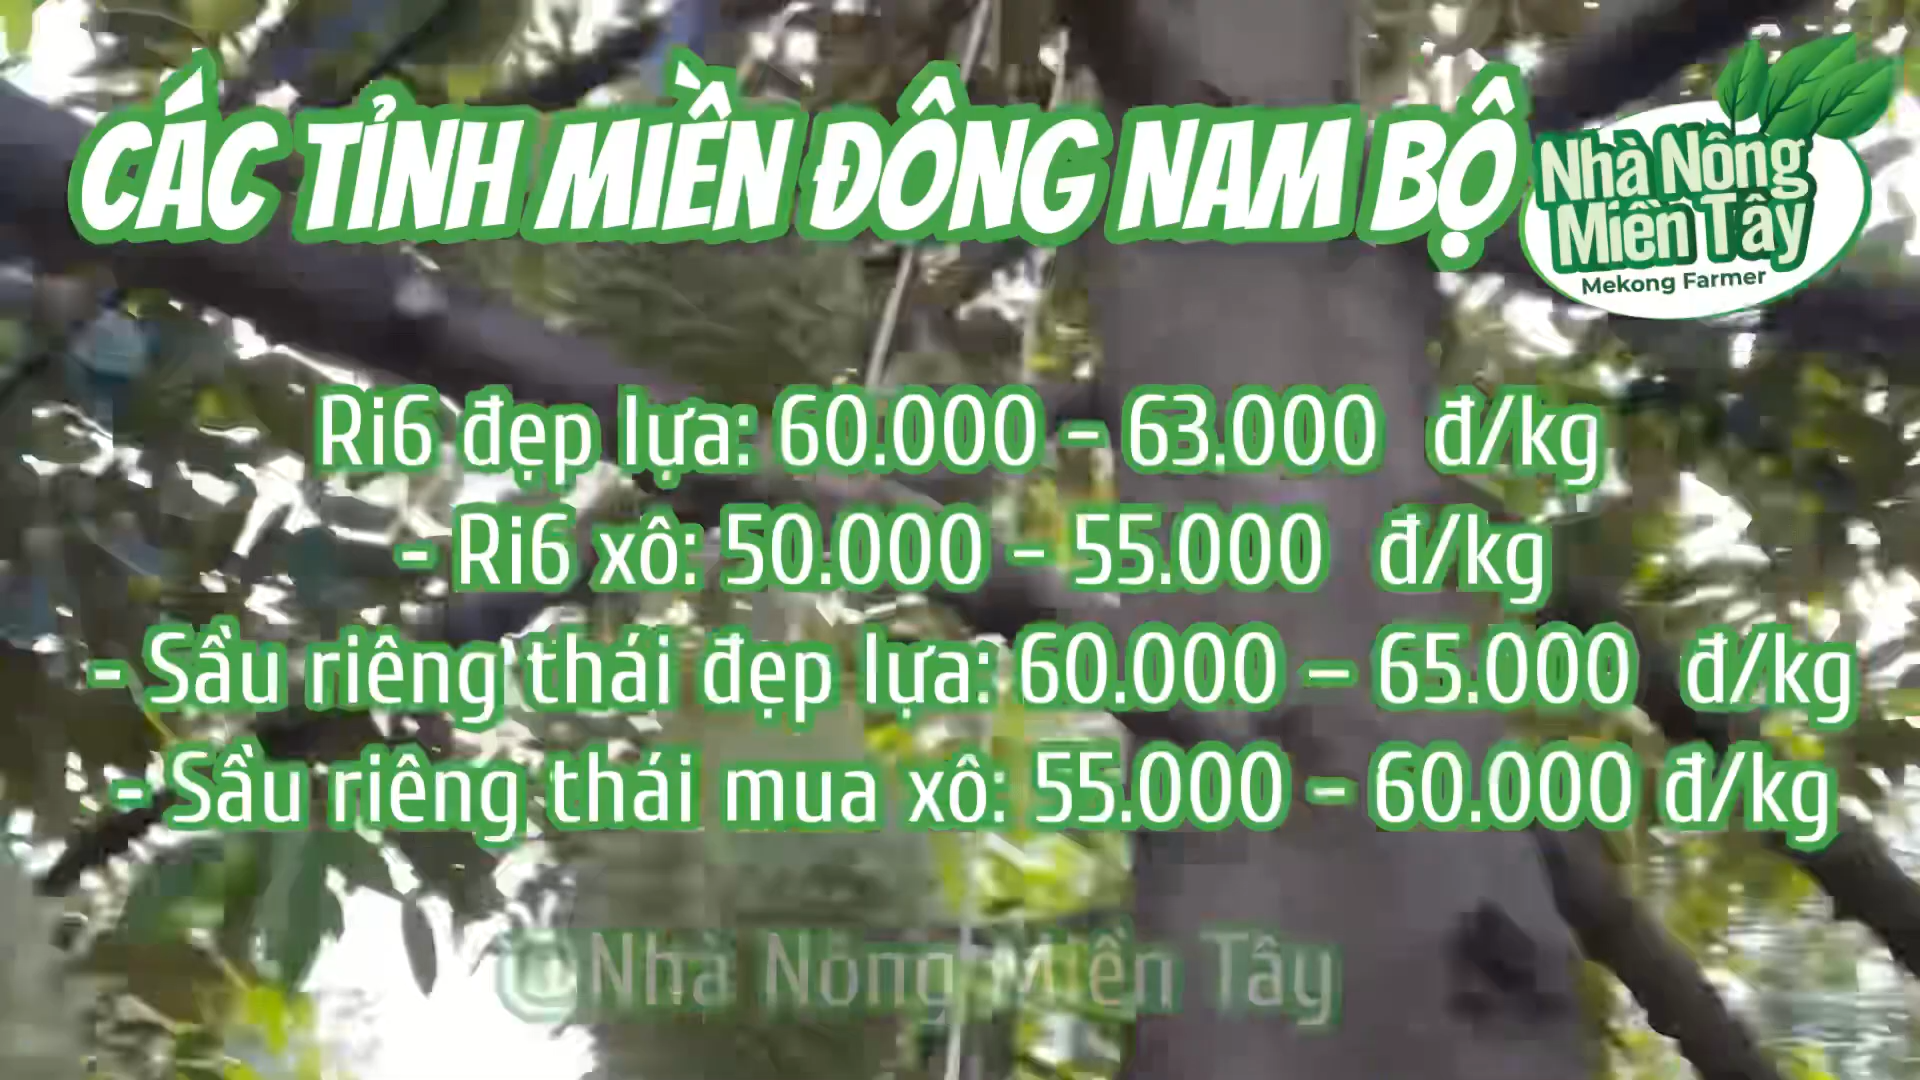 CÁC TỈNH MIỀN ĐÔNG NAM BỘ
Nhà Nông
Miền Tây
Mekong Farmer
Ri6 đẹp lựa: 60.000 – 63.000 đ/kg
- Ri6 xô: 50.000 – 55.000 đ/kg
- Sầu riêng thái đẹp lựa: 60.000 – 65.000 đ/kg
- Sầu riêng thái mua xô: 55.000 – 60.000 đ/kg
@Nhà Nông Miền Tây